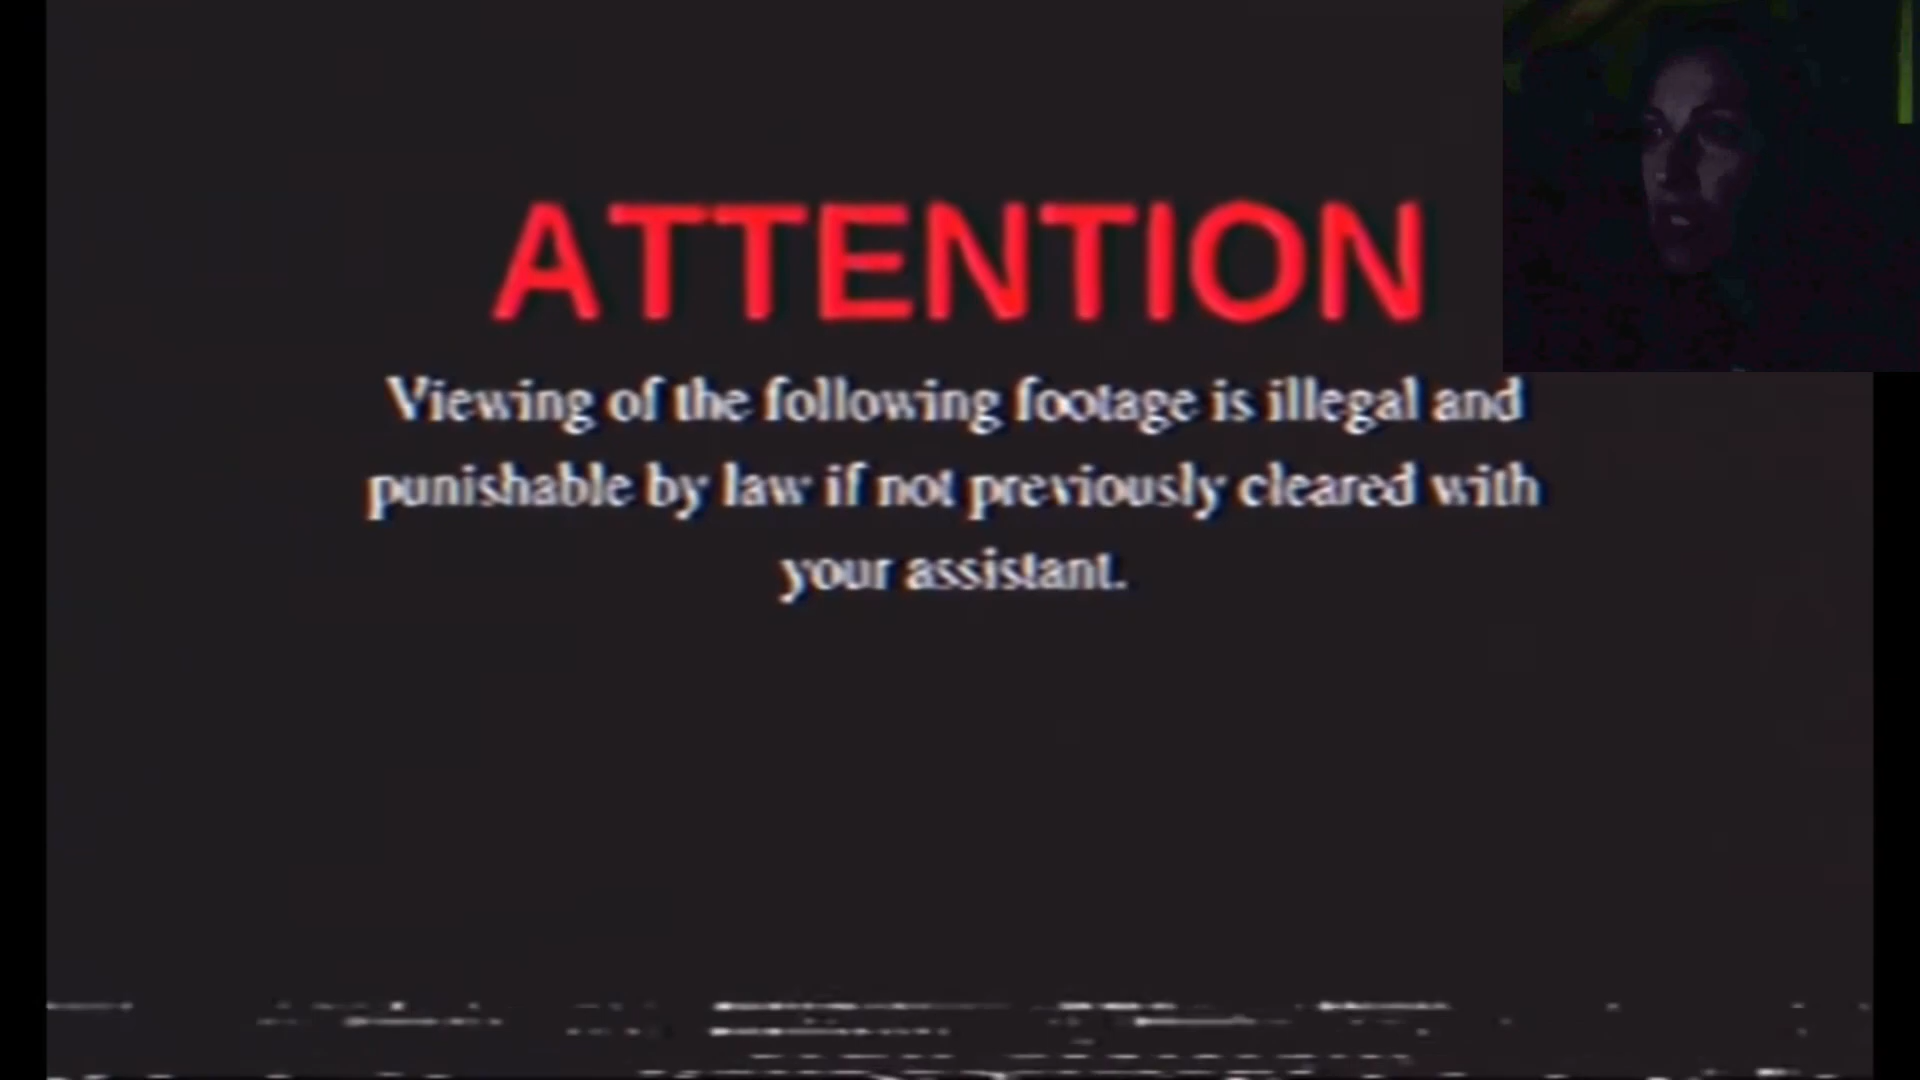 ATTENTION
Viewing of the following footage is illegal and
punishable by law if not previously cleared with
your assistant.